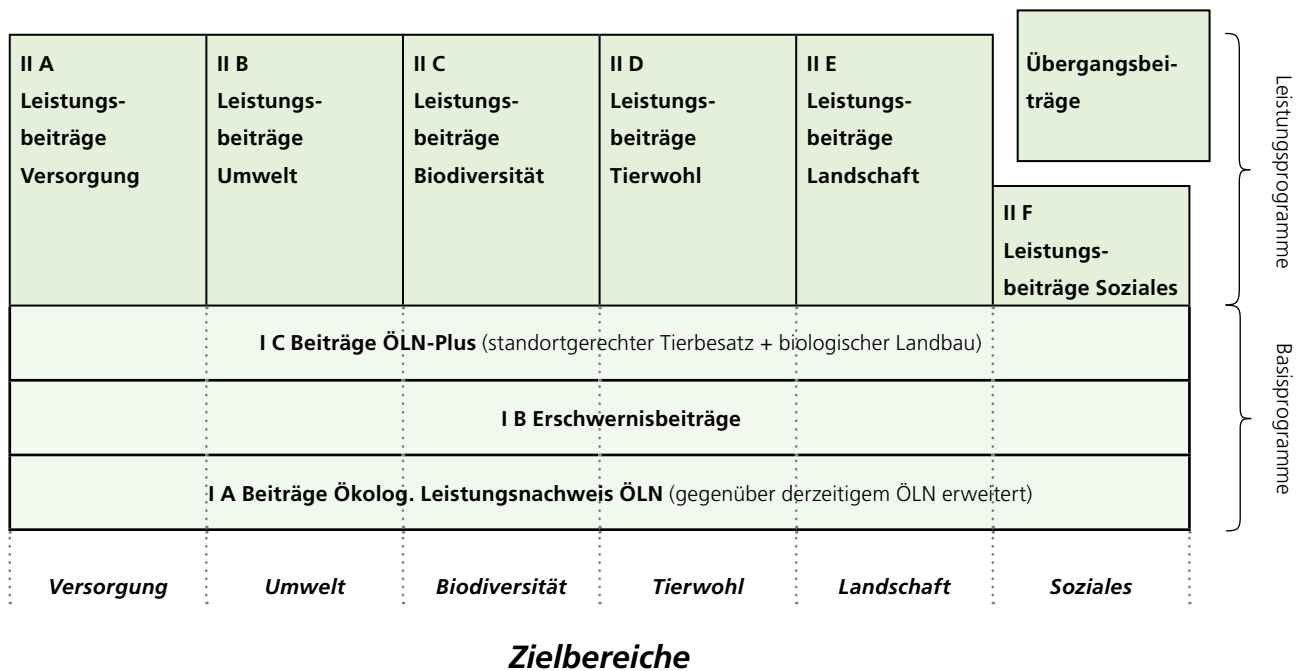 II A
Leistungs-
beiträge
Versorgung
II B
Leistungs-
beiträge
Umwelt
II C
Leistungs-
beiträge
Biodiversität
II D
Leistungs-
beiträge
Tierwohl
II E
Leistungs-
beiträge
Landschaft
Übergangsbei-
träge
II F
Leistungs-
beiträge Soziales
Leistungsprogramme
I C Beiträge ÖLN-Plus (standortgerechter Tierbesatz + biologischer Landbau)
I B Erschwernisbeiträge
I A Beiträge Ökolog. Leistungsnachweis ÖLN (gegenüber derzeitigem ÖLN erweitert)
Basisprogramme
Versorgung
Umwelt
Biodiversität
Tierwohl
Landschaft
Soziales
Zielbereiche